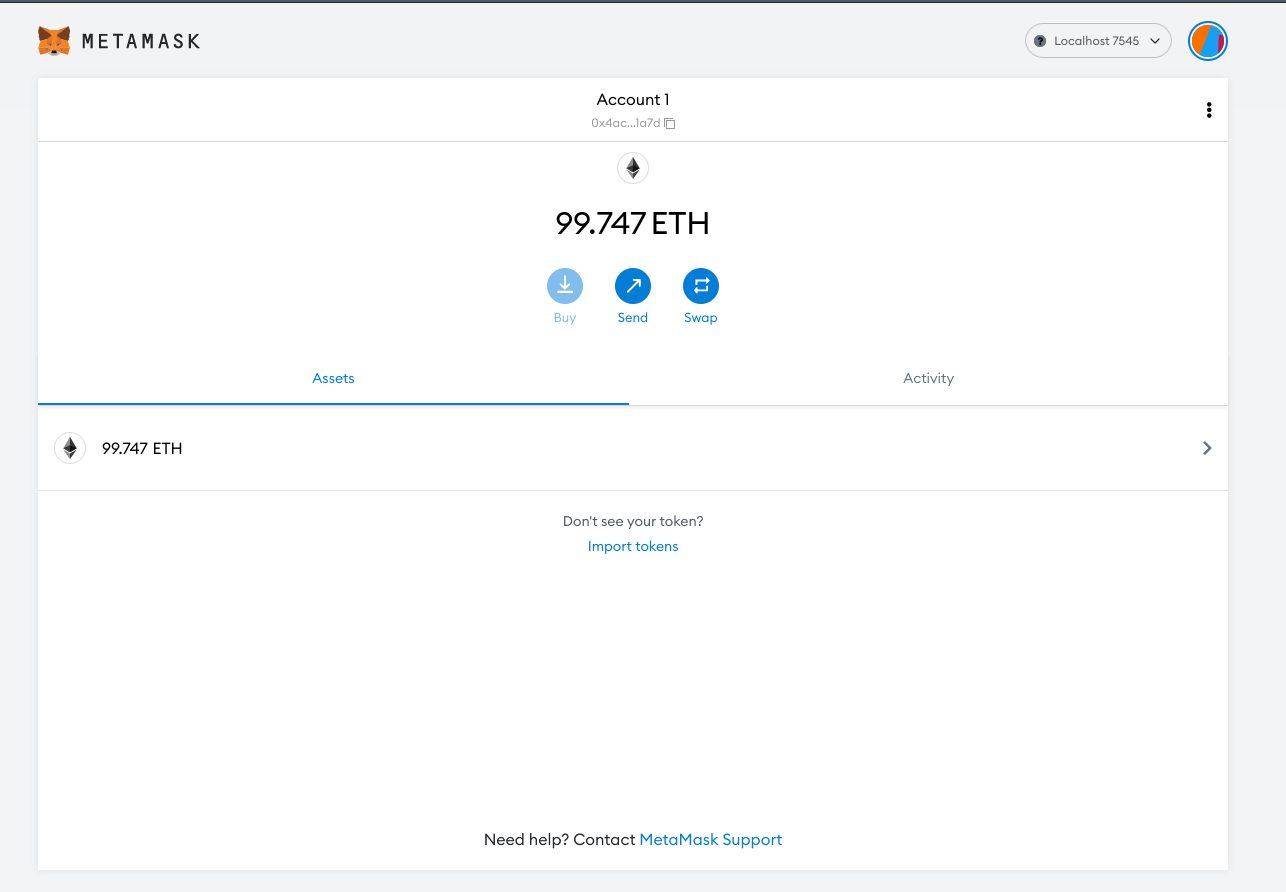 METAMASK
Localhost 7545
Account 1
0x4ac...1a7d
99.747 ETH
Buy
Send
Swap
Assets
Activity
99.747 ETH
Don't see your token?
Import tokens
Need help? Contact MetaMask Support